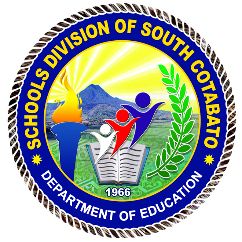 SCHOOLS DIVISION OF SOUTH COTABATO
1966
DEPARTMENT OF EDUCATION